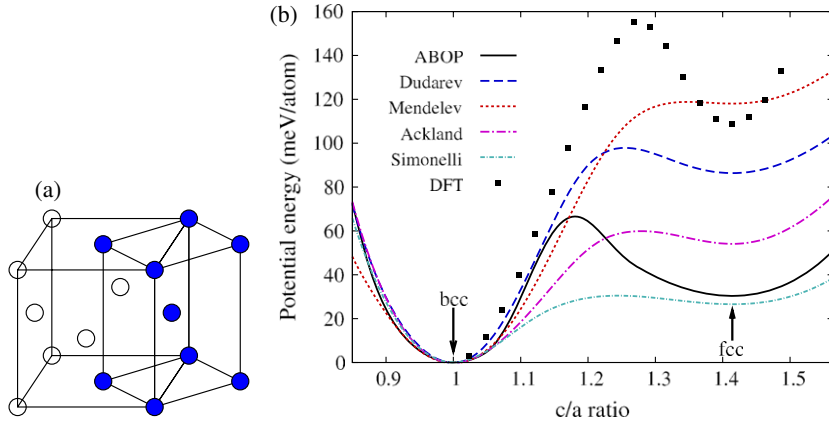 (a)
(b)
Potential energy (meV/atom)
160
140
120
100
80
60
40
20
0
ABOP
Dudarev
Mendelev
Ackland
Simonelli
DFT
bcc
fcc
0.9
1
1.1
1.2
1.3
1.4
1.5
c/a ratio